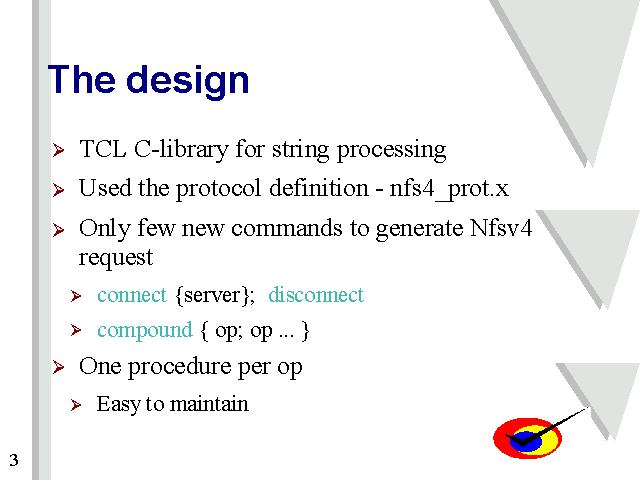 The design
TCL C-library for string processing
Used the protocol definition - nfs4_prot.x
Only few new commands to generate Nfsv4
request
connect {server}; disconnect
compound { op; op ... }
One procedure per op
Easy to maintain
3